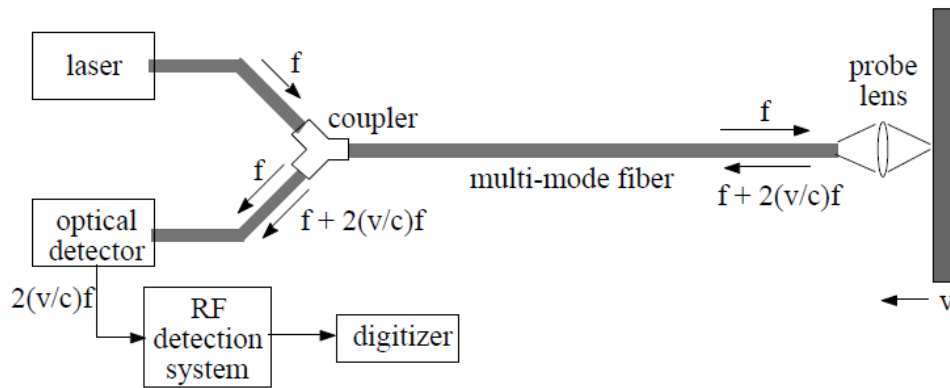 laser
f
coupler
probe
lens
f
multi-mode fiber
f + 2(v/c)f
f
f + 2(v/c)f
optical
detector
2(v/c)f
RF
detection
system
digitizer
v